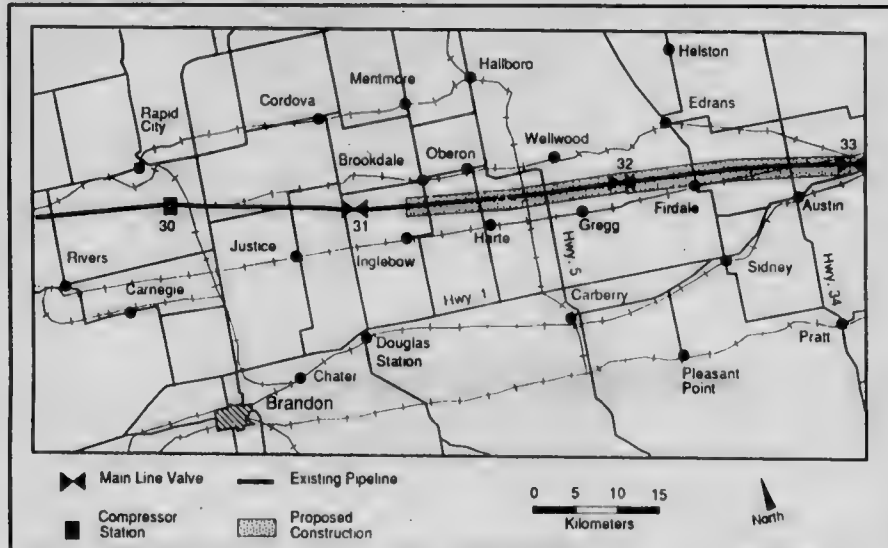 Helston
Hallboro
Mentmore
Edrans
Cordova
Rapid
City
Wellwood
Oberon
Brookdale
33
32
30
31
Firdale
Austin
Gregg
Harte
Justice
Inglebow
Rivers
Hwy. 5
Sidney
Hwy. 34
Carnegie
Hwy 1
Carberry
Douglas
Station
Pratt
Pleasant
Point
Chater
Brandon
Main Line Valve
Existing Pipeline
0 5 10 15
Kilometers
Compressor
Station
Proposed
Construction
North